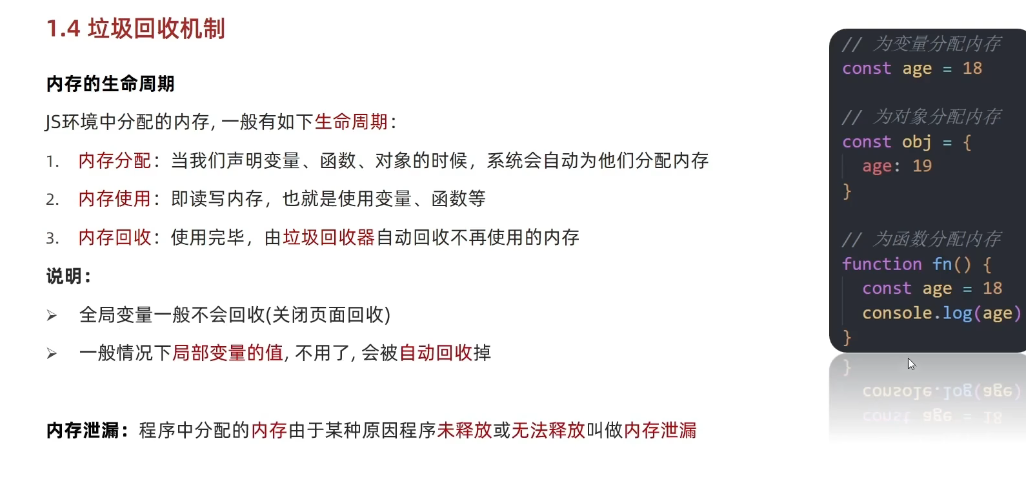 1.4 垃圾回收机制
内存的生命周期
JS环境中分配的内存, 一般有如下生命周期：
1. 内存分配：当我们声明变量、函数、对象的时候，系统会自动为他们分配内存
2. 内存使用：即读写内存，也就是使用变量、函数等
3. 内存回收：使用完毕，由垃圾回收器自动回收不再使用的内存
说明：
➢ 全局变量一般不会回收(关闭页面回收)
➢ 一般情况下局部变量的值, 不用了, 会被自动回收掉
内存泄漏：程序中分配的内存由于某种原因程序未释放或无法释放叫做内存泄漏
// 为变量分配内存
const age = 18
// 为对象分配内存
const obj = {
age: 19
}
// 为函数分配内存
function fn() {
const age = 18
console.log(age)
}